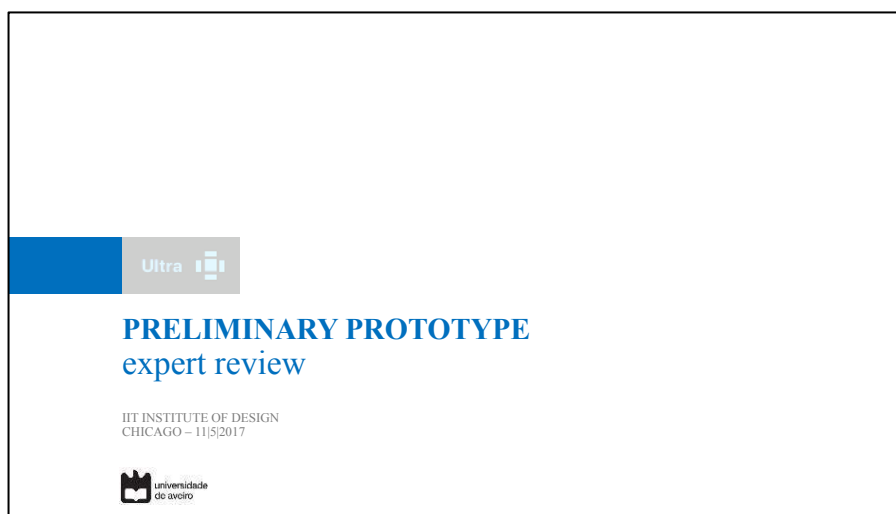 Ultra
PRELIMINARY PROTOTYPE
expert review
IIT INSTITUTE OF DESIGN
CHICAGO – 11|5|2017
universidade
de aveiro